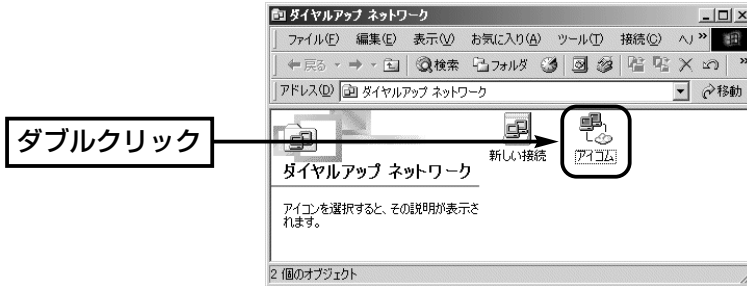 ダイヤルアップ ネットワーク
ファイル(F) 編集(E) 表示(V) お気に入り(A) ツール(T) 接続(C) ヘル »
戻る 検索 フォルダ »
アドレス(D) ダイヤルアップ ネットワーク 移動
ダブルクリック
新しい接続 アイコム
ダイヤルアップ ネットワーク
アイコンを選択すると、その説明が表示さ
れます。
2 個のオブジェクト